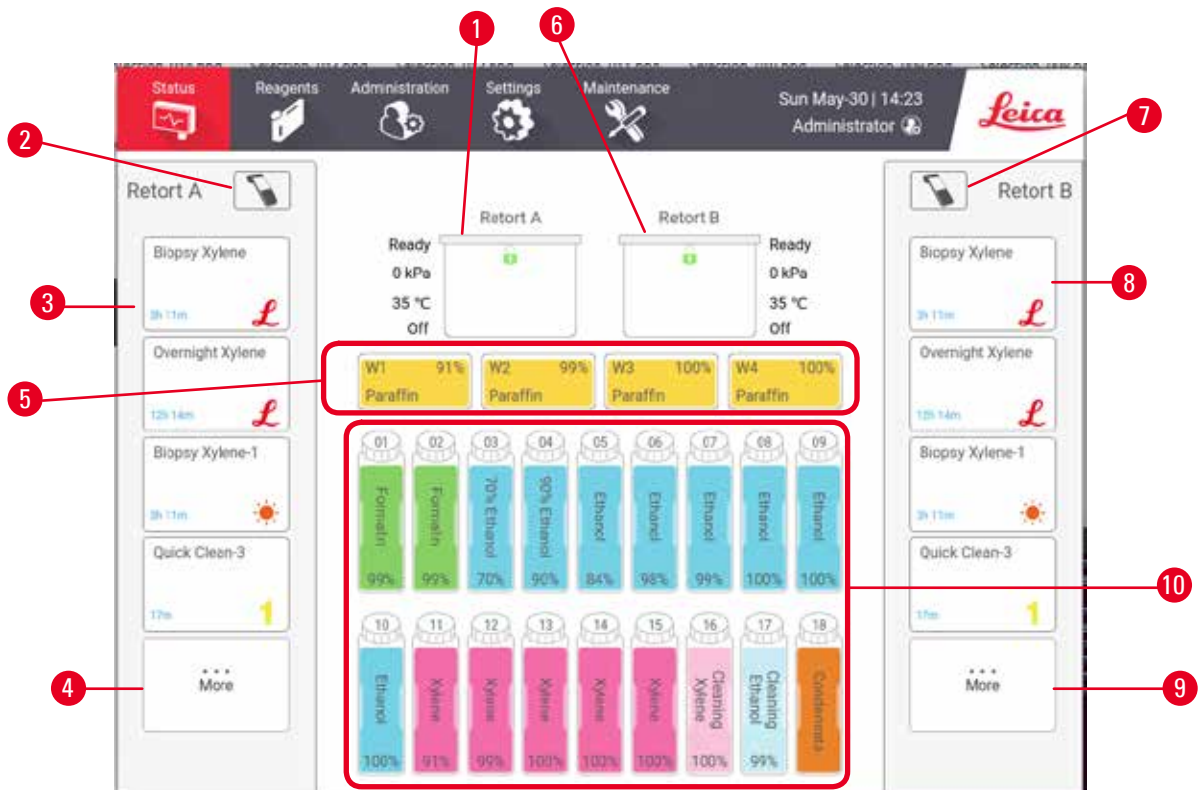 1
6
Status
Reagents
Administration
Settings
Maintenance
Sun May-30 | 14:23
Administrator
Leica
2
7
Retort A
Retort B
Retort A
Retort B
Biopsy Xylene
3h 11m
L
3
Ready
0 kPa
35 °C
Off
Ready
0 kPa
35 °C
Off
Biopsy Xylene
3h 11m
L
8
Overnight Xylene
12h 14m
L
5
W1 91%
Paraffin
W2 99%
Paraffin
W3 100%
Paraffin
W4 100%
Paraffin
Overnight Xylene
12h 14m
L
Biopsy Xylene-1
3h 11m
01 02 03 04 05 06 07 08 09
Formalin
Formalin
70% Ethanol
90% Ethanol
Ethanol
Ethanol
Ethanol
Ethanol
Ethanol
99% 99% 70% 90% 84% 98% 99% 100% 100%
Biopsy Xylene-1
3h 11m
Quick Clean-3
17m
1
Quick Clean-3
17m
1
10
10 11 12 13 14 15 16 17 18
Ethanol
Xylene
Xylene
Xylene
Xylene
Xylene
Cleaning
Xylene
Cleaning
Ethanol
Condensate
100% 91% 99% 100% 100% 100% 100% 99%
4
...
More
...
More
9